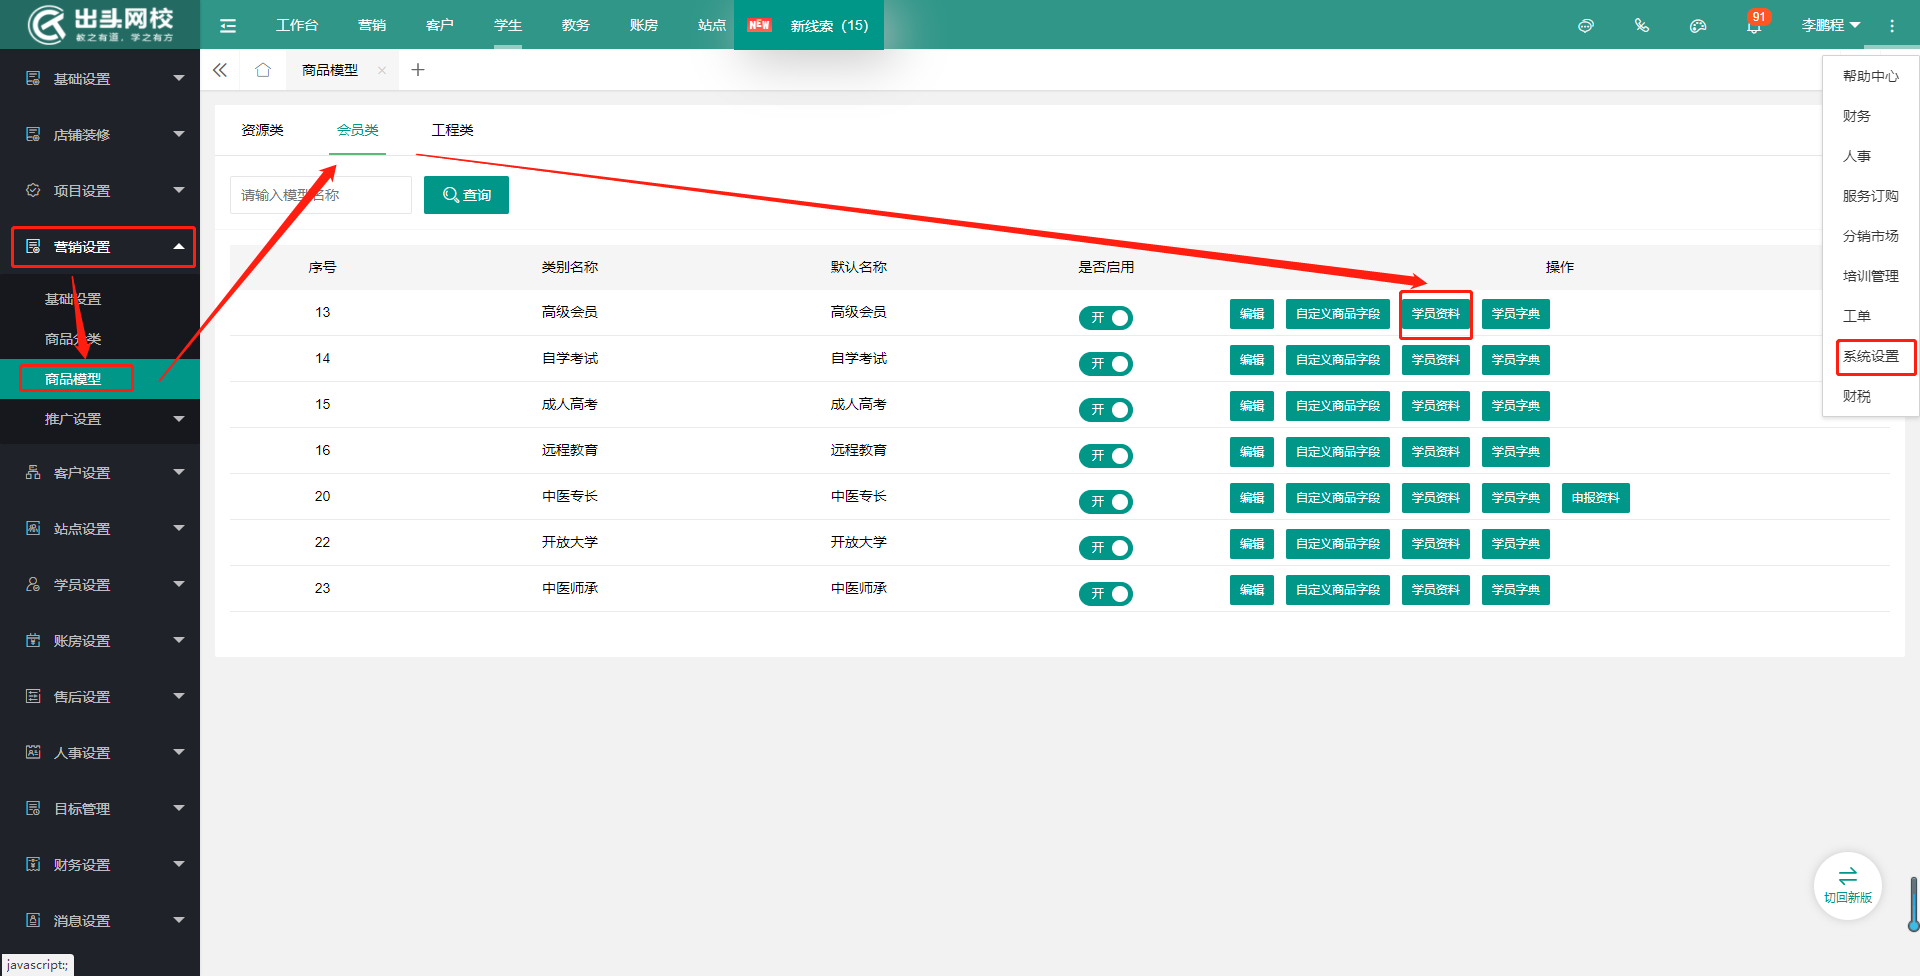 出头网校
教之有道，学之有方
工作台 营销 客户 学生 教务 账房 站点 NEW 新线索（15） 91 李鹏程
商品模型
基础设置
店铺装修
项目设置
营销设置
基础设置
商品分类
商品模型
推广设置
客户设置
站点设置
学员设置
账房设置
售后设置
人事设置
目标管理
财务设置
消息设置
javascript:;
资源类 会员类 工程类
请输入模型名称 查询
序号 类别名称 默认名称 是否启用 操作
13 高级会员 高级会员 开 编辑 自定义商品字段 学员资料 学员字典
14 自学考试 自学考试 开 编辑 自定义商品字段 学员资料 学员字典
15 成人高考 成人高考 开 编辑 自定义商品字段 学员资料 学员字典
16 远程教育 远程教育 开 编辑 自定义商品字段 学员资料 学员字典
20 中医专长 中医专长 开 编辑 自定义商品字段 学员资料 学员字典 申报资料
22 开放大学 开放大学 开 编辑 自定义商品字段 学员资料 学员字典
23 中医师承 中医师承 开 编辑 自定义商品字段 学员资料 学员字典
帮助中心
财务
人事
服务订购
分销市场
培训管理
工单
系统设置
财税
切回新版